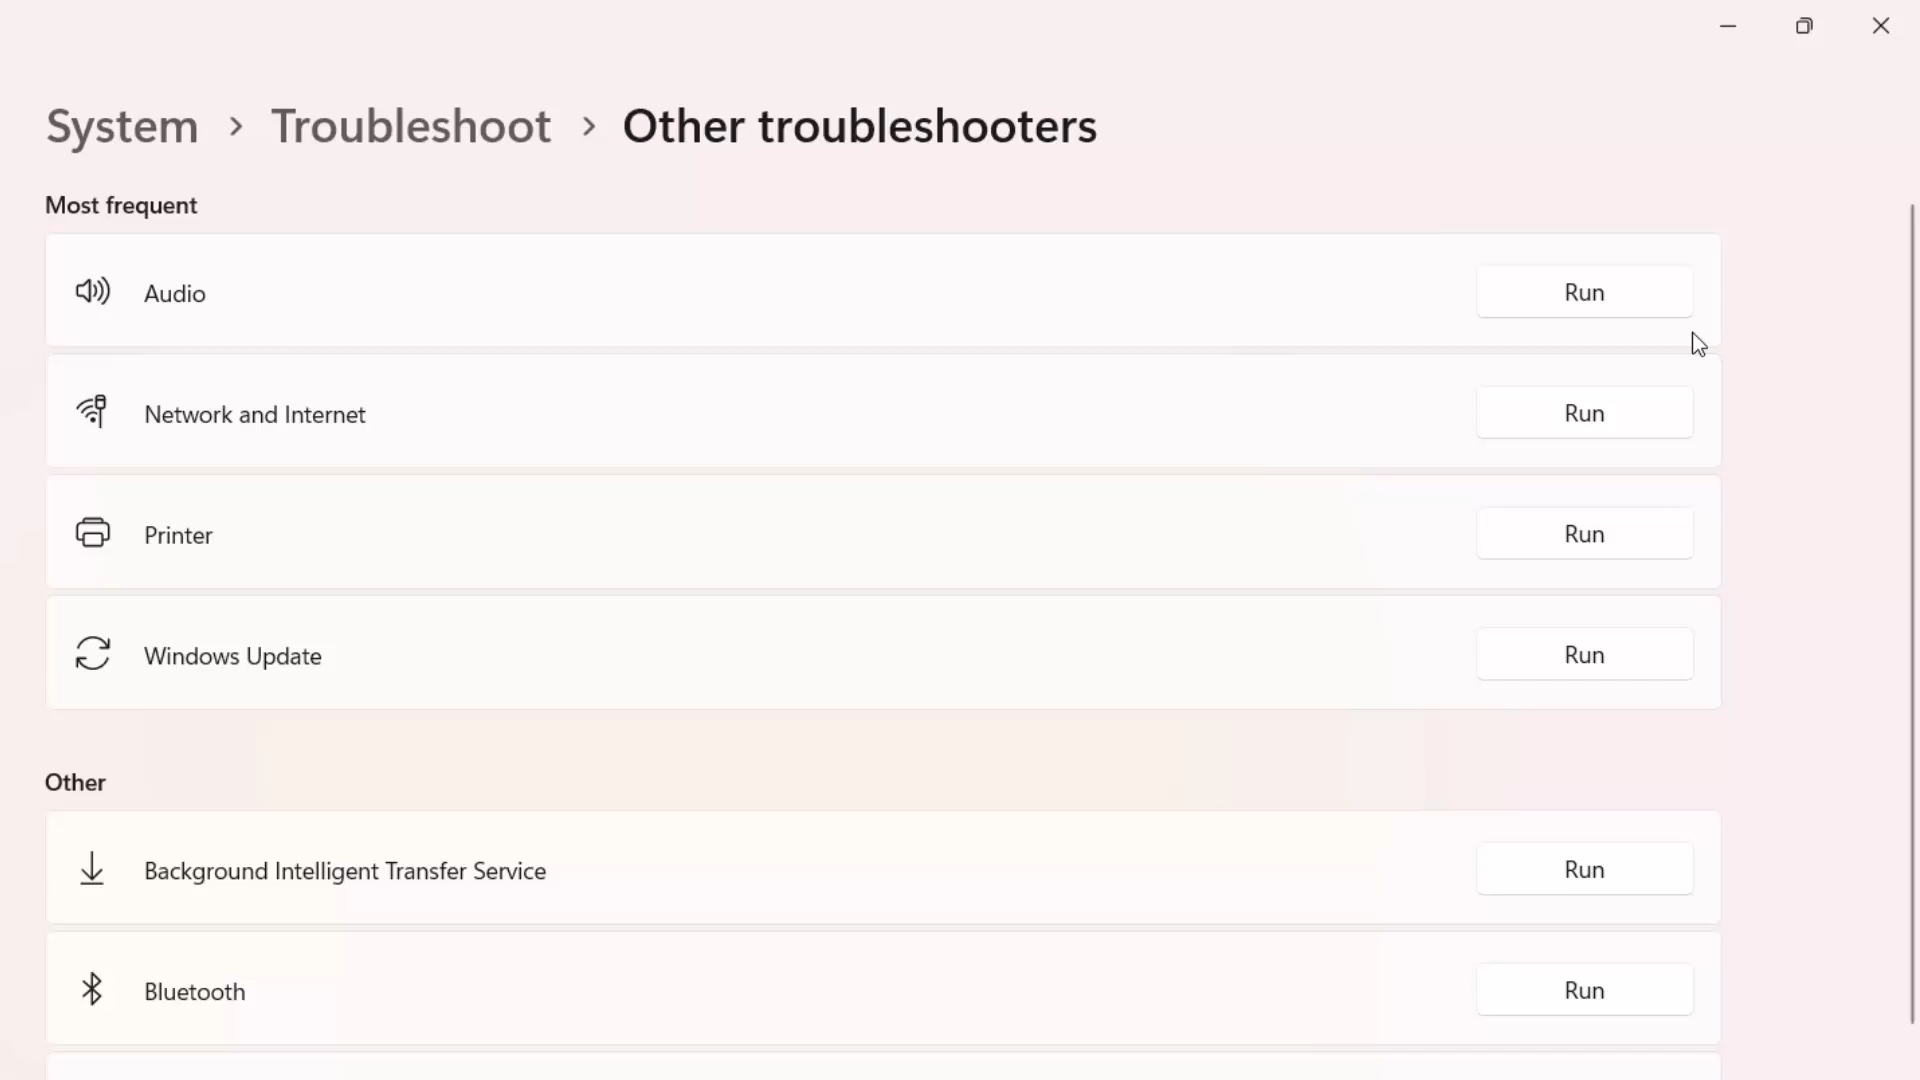 System > Troubleshoot > Other troubleshooters
Most frequent
Audio Run
Network and Internet Run
Printer Run
Windows Update Run
Other
Background Intelligent Transfer Service Run
Bluetooth Run